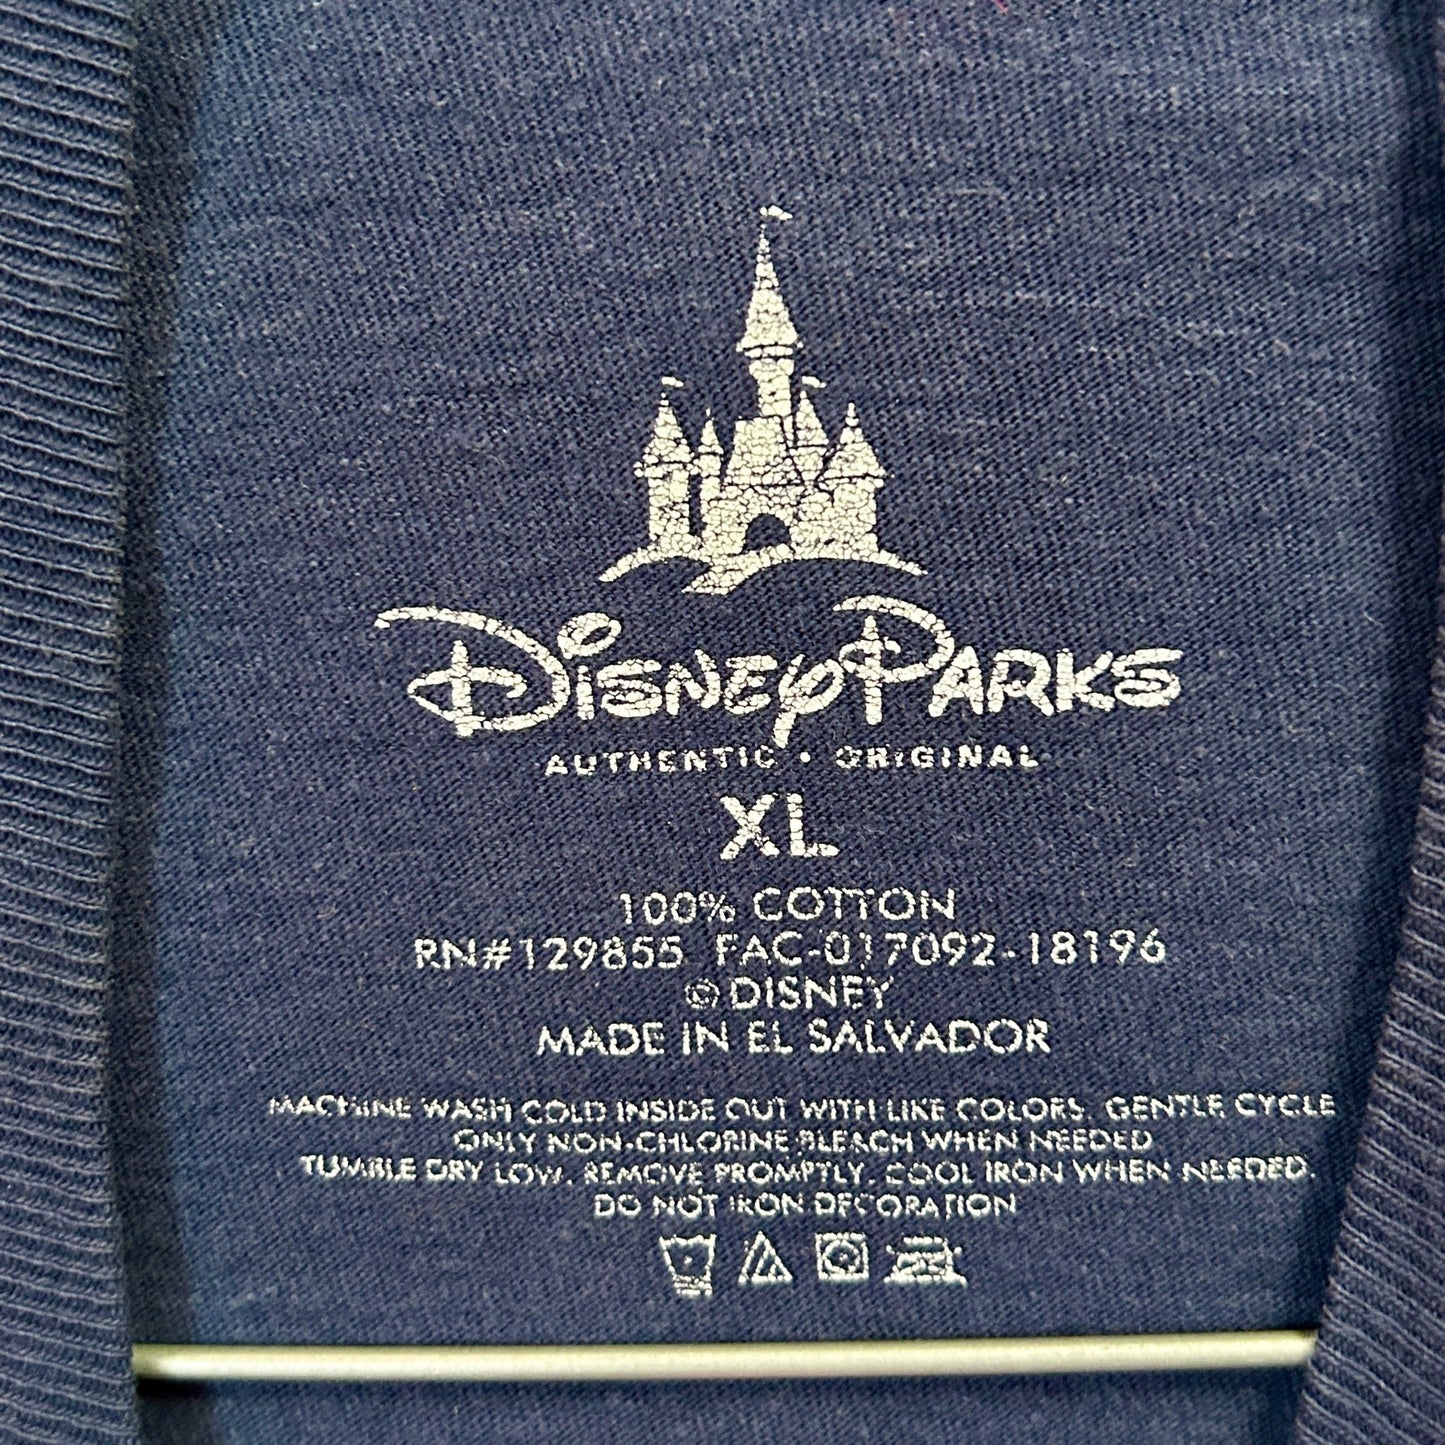 Disney Parks
AUTHENTIC • ORIGINAL
XL
100% COTTON
RN#129855 FAC-017092-18196
©DISNEY
MADE IN EL SALVADOR
MACHINE WASH COLD INSIDE OUT WITH LIKE COLORS. GENTLE CYCLE
ONLY NON-CHLORINE BLEACH WHEN NEEDED
TUMBLE DRY LOW. REMOVE PROMPTLY. COOL IRON WHEN NEEDED.
DO NOT IRON DECORATION